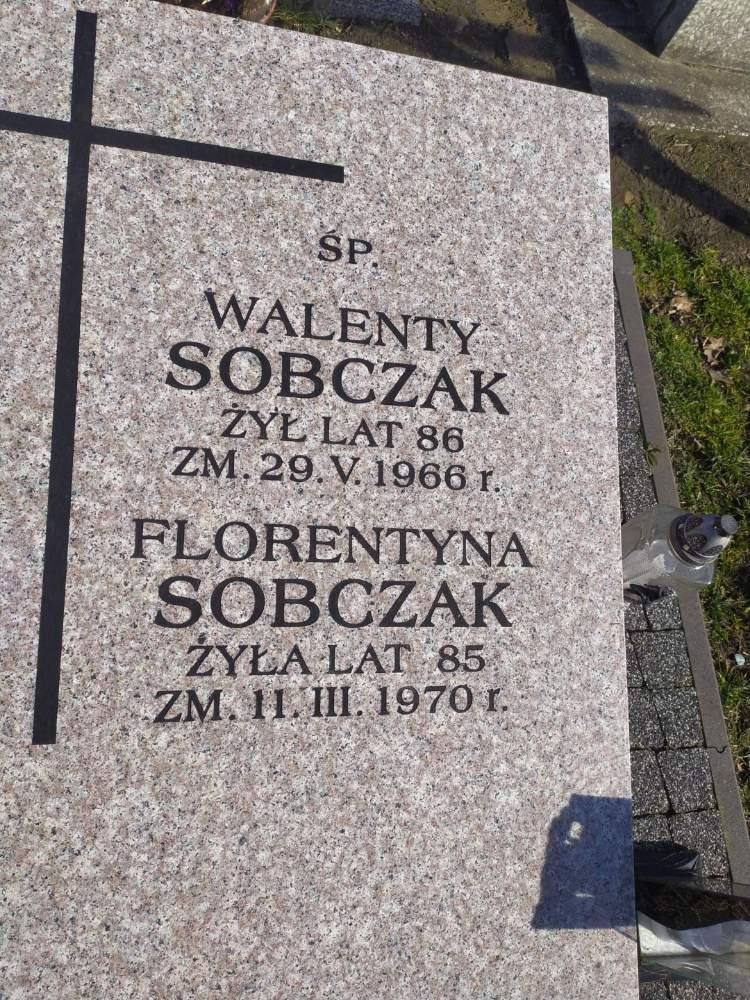 ŚP.
WALENTY
SOBCZAK
ŻYŁ LAT 86
ZM. 29. V. 1966 r.
FLORENTYNA
SOBCZAK
ŻYŁA LAT 85
ZM. 11. III. 1970 r.